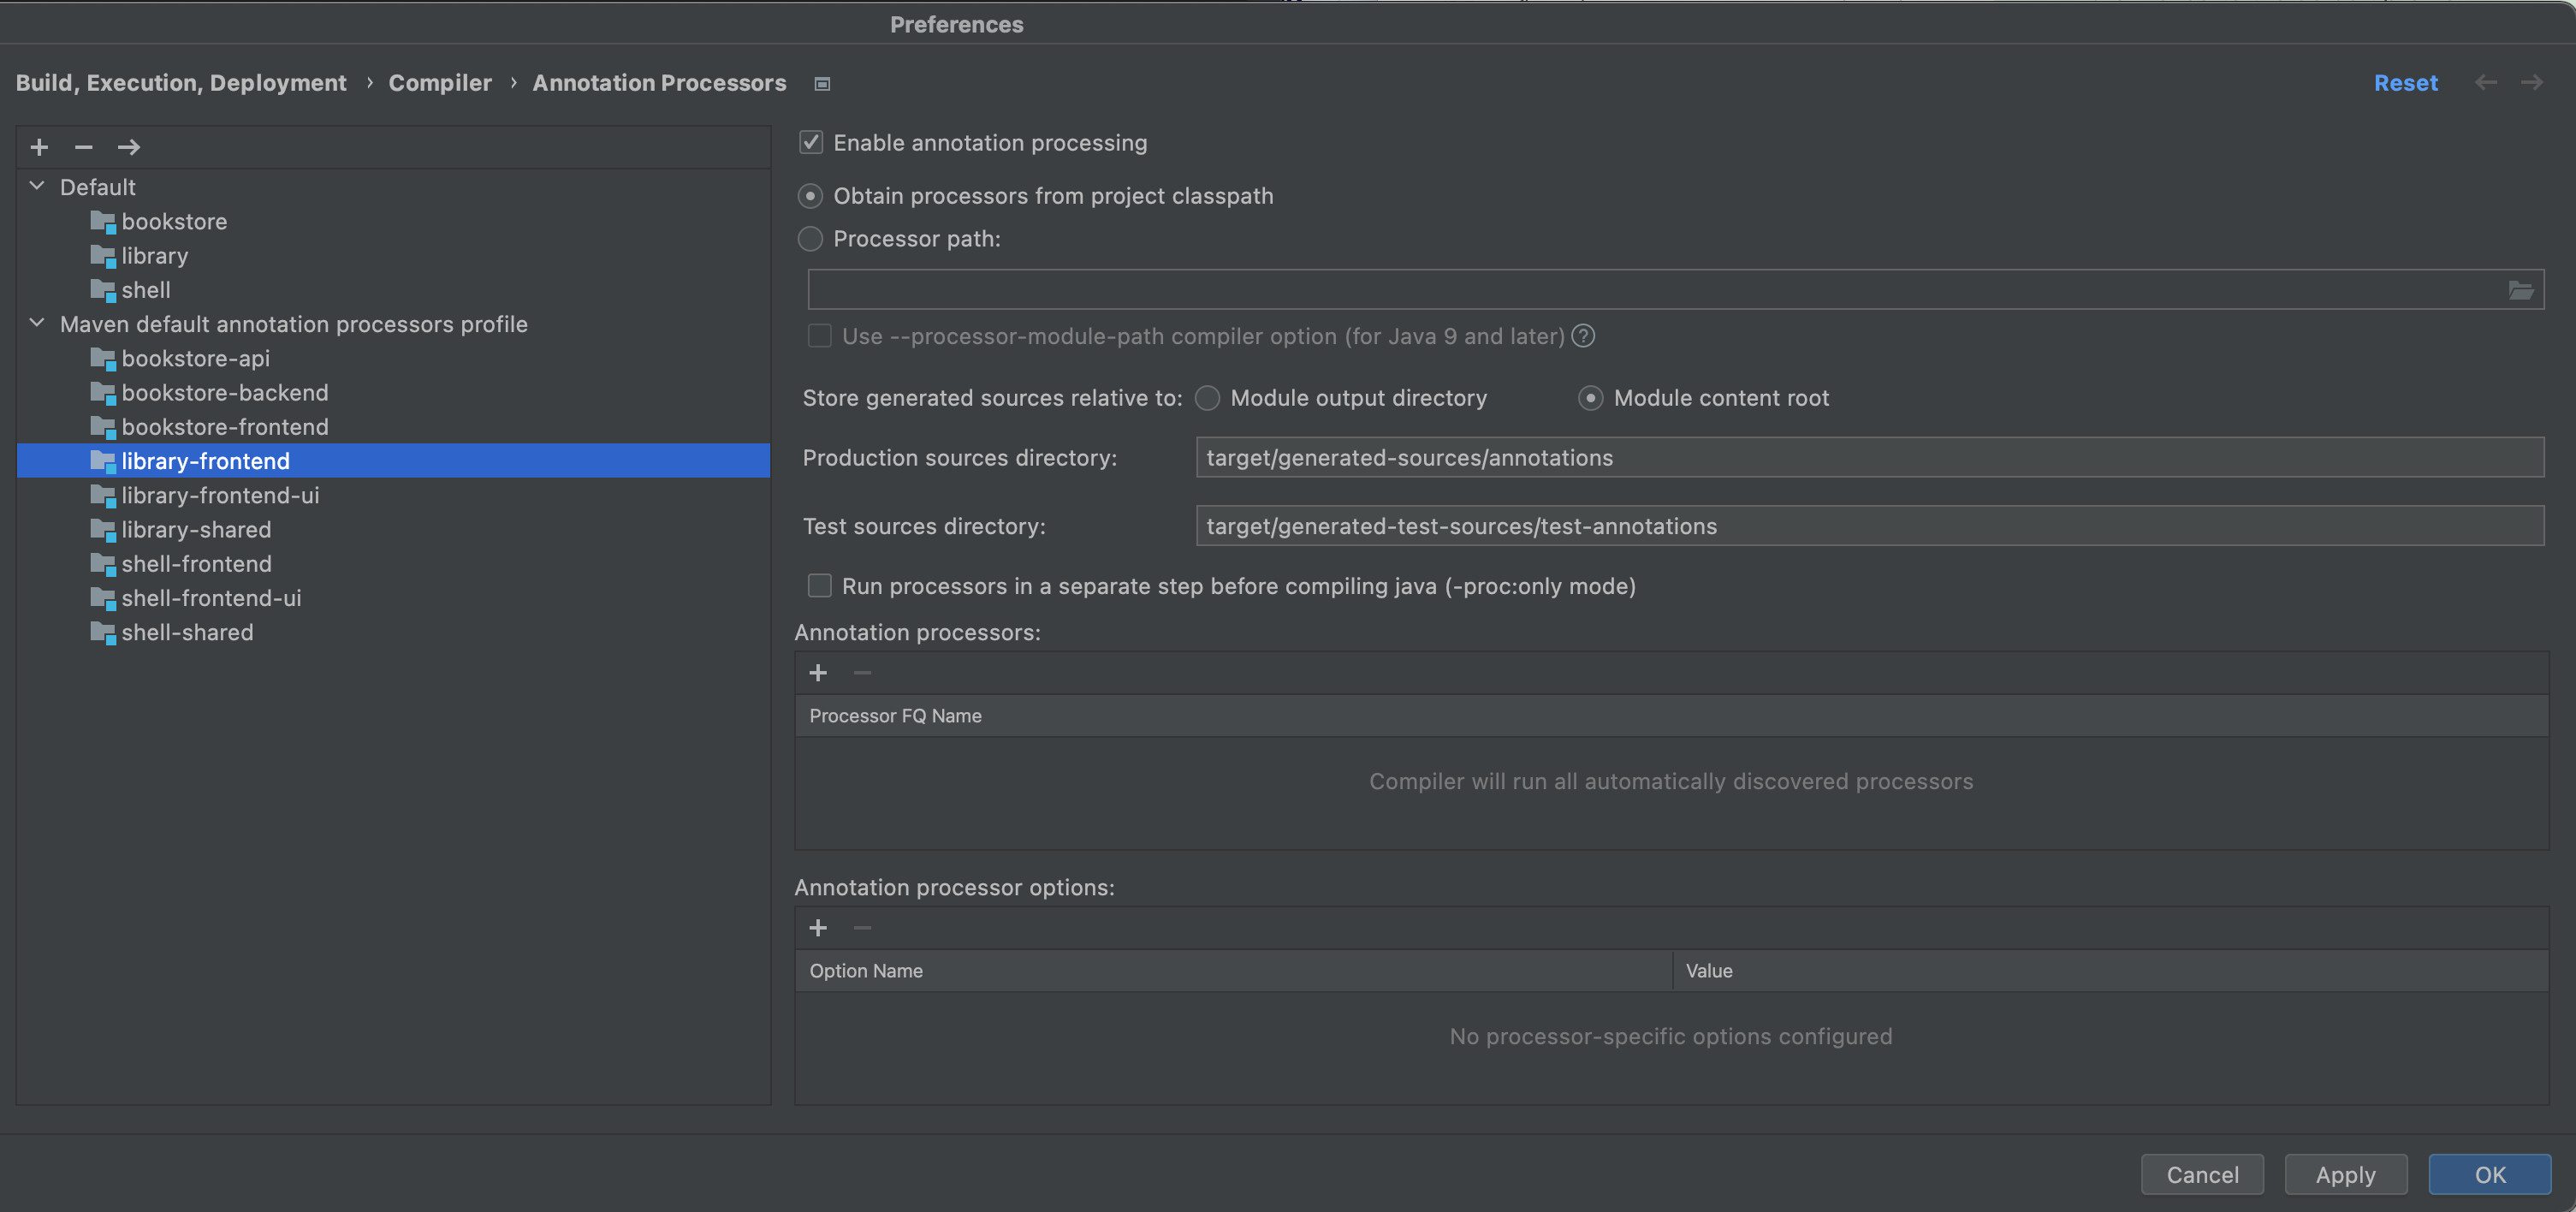 Preferences
Build, Execution, Deployment › Compiler › Annotation Processors
Reset
Default
bookstore
library
shell
Maven default annotation processors profile
bookstore-api
bookstore-backend
bookstore-frontend
library-frontend
library-frontend-ui
library-shared
shell-frontend
shell-frontend-ui
shell-shared
Enable annotation processing
Obtain processors from project classpath
Processor path:
Use --processor-module-path compiler option (for Java 9 and later) ?
Store generated sources relative to: Module output directory Module content root
Production sources directory: target/generated-sources/annotations
Test sources directory: target/generated-test-sources/test-annotations
Run processors in a separate step before compiling java (-proc:only mode)
Annotation processors:
Processor FQ Name
Compiler will run all automatically discovered processors
Annotation processor options:
Option Name Value
No processor-specific options configured
Cancel Apply OK